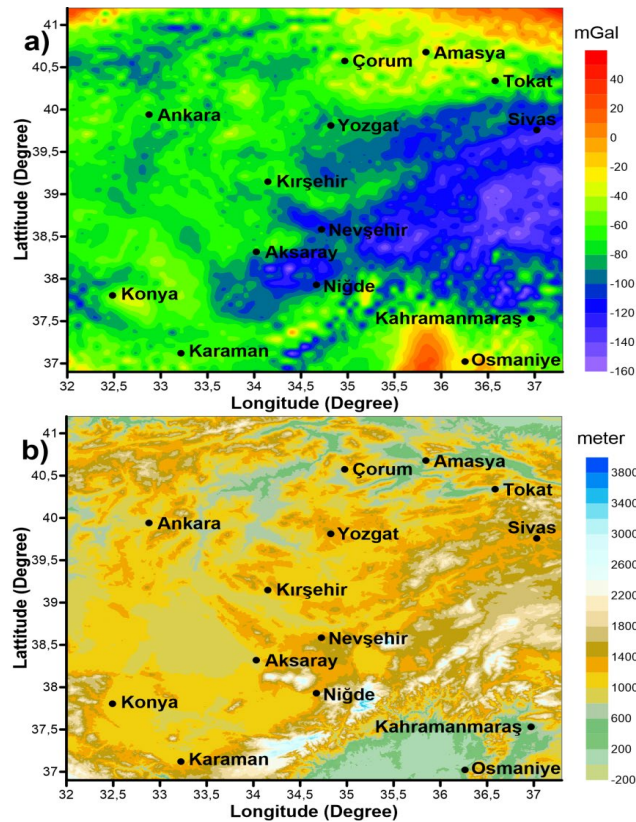 a)
mGal
41
40,5
40
39,5
39
38,5
38
37,5
37
Lattitude (Degree)
Çorum
Amasya
Tokat
Ankara
Yozgat
Sivas
Kırşehir
Nevşehir
Aksaray
Niğde
Konya
Kahramanmaraş
Karaman
Osmaniye
32 32,5 33 33,5 34 34,5 35 35,5 36 36,5 37
Longitude (Degree)
40
20
0
-20
-40
-60
-80
-100
-120
-140
-160
b)
meter
41
40,5
40
39,5
39
38,5
38
37,5
37
Lattitude (Degree)
Çorum
Amasya
Tokat
Ankara
Yozgat
Sivas
Kırşehir
Nevşehir
Aksaray
Niğde
Konya
Kahramanmaraş
Karaman
Osmaniye
32 32,5 33 33,5 34 34,5 35 35,5 36 36,5 37
Longitude (Degree)
3800
3400
3000
2600
2200
1800
1400
1000
600
200
-200